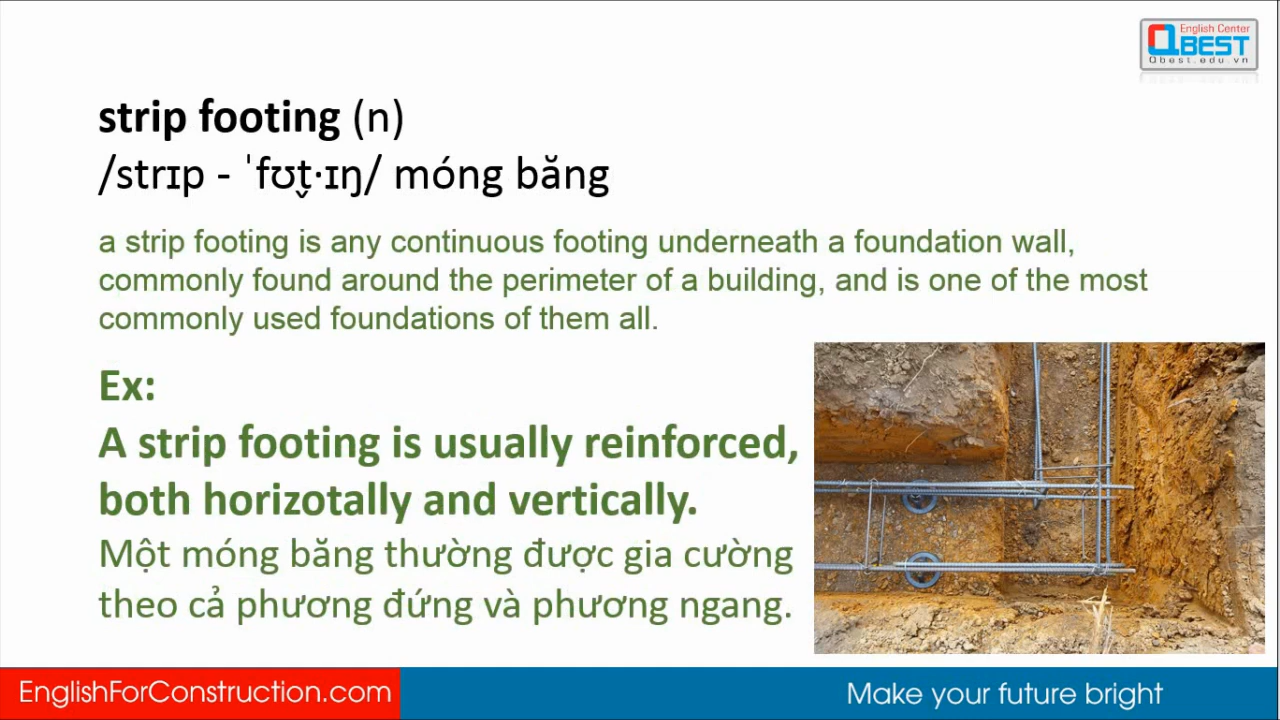 English Center
QBEST
Qbest.edu.vn
strip footing (n)
/strɪp - ˈfʊt̬·ɪŋ/ móng băng
a strip footing is any continuous footing underneath a foundation wall,
commonly found around the perimeter of a building, and is one of the most
commonly used foundations of them all.
Ex:
A strip footing is usually reinforced,
both horizotally and vertically.
Một móng băng thường được gia cường
theo cả phương đứng và phương ngang.
EnglishForConstruction.com
Make your future bright